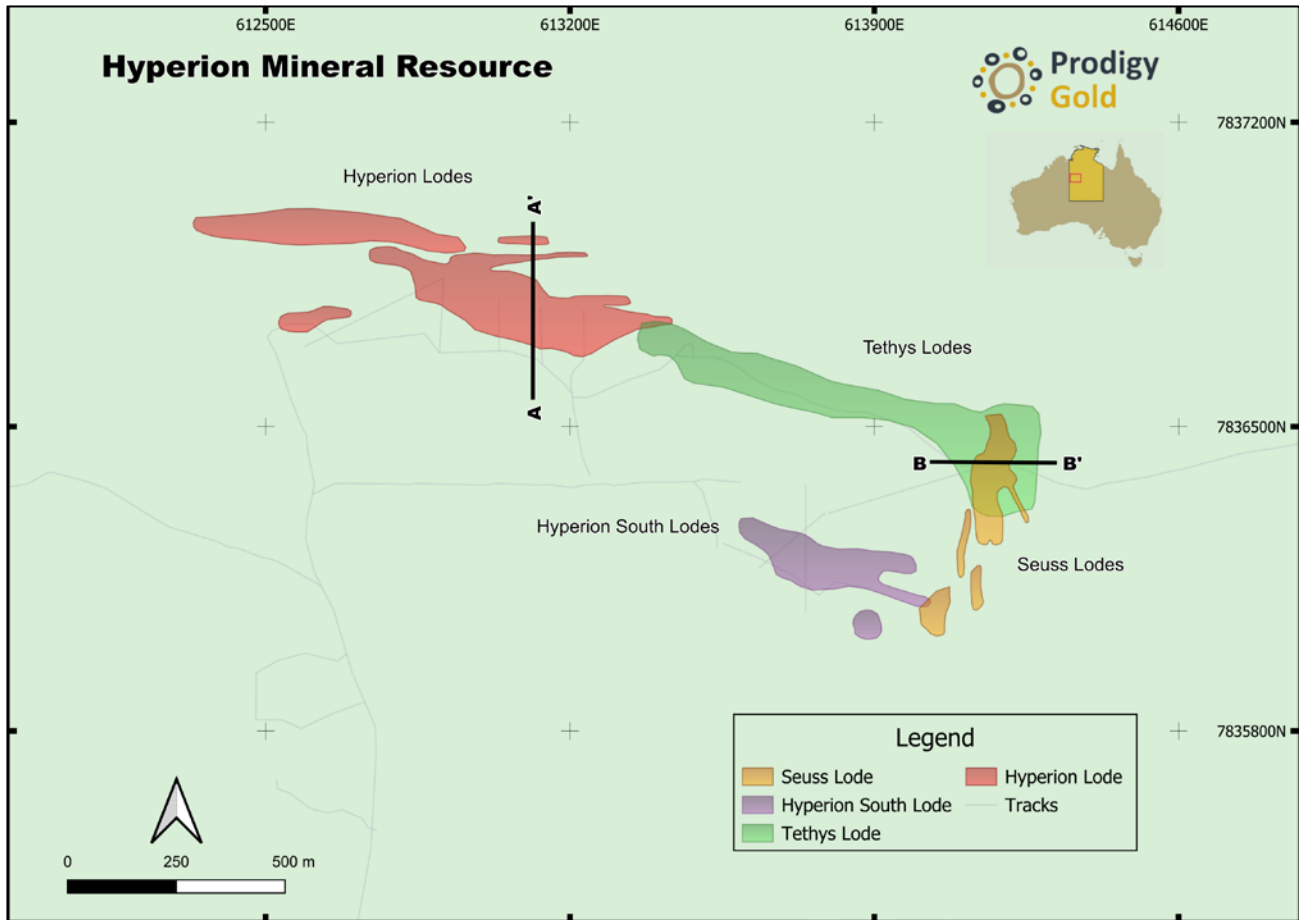 612500E
613200E
613900E
614600E
Hyperion Mineral Resource
Prodigy
Gold
7837200N
Hyperion Lodes
A'
Tethys Lodes
A
7836500N
B
B'
Hyperion South Lodes
Seuss Lodes
7835800N
Legend
Seuss Lode
Hyperion Lode
Hyperion South Lode
Tracks
Tethys Lode
0
250
500 m